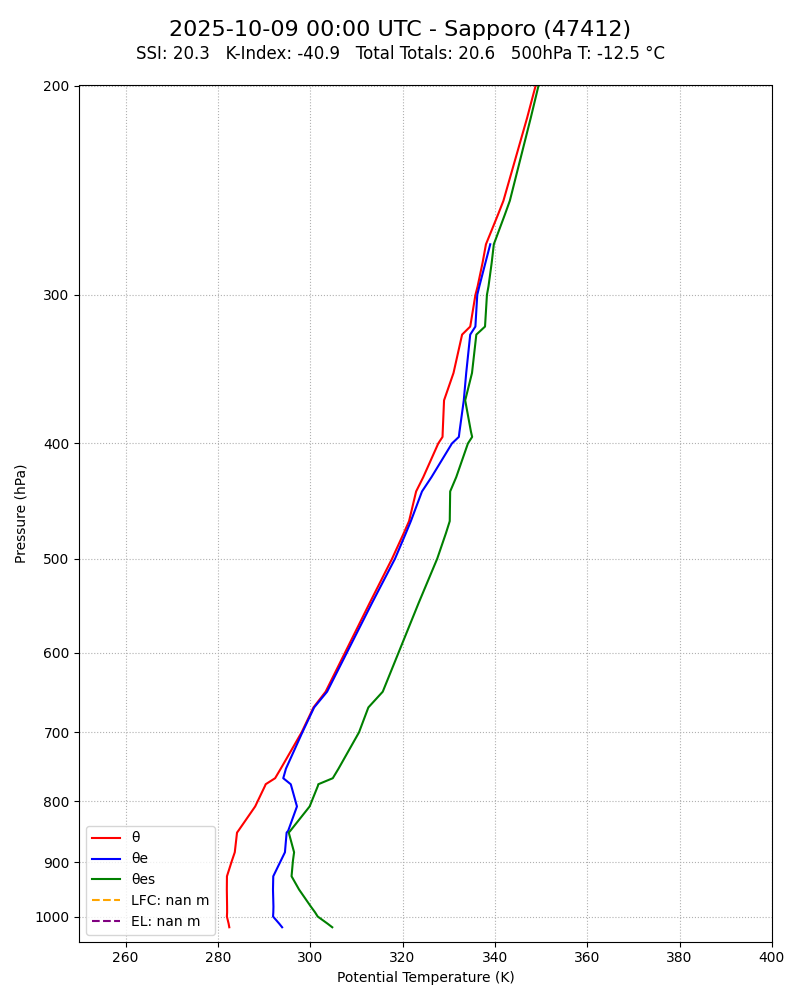 2025-10-09 00:00 UTC - Sapporo (47412)
SSI: 20.3   K-Index: -40.9   Total Totals: 20.6   500hPa T: -12.5 °C
200
300
400
500
600
700
800
900
1000
Pressure (hPa)
θ
θe
θes
LFC: nan m
EL: nan m
260 280 300 320 340 360 380 400
Potential Temperature (K)